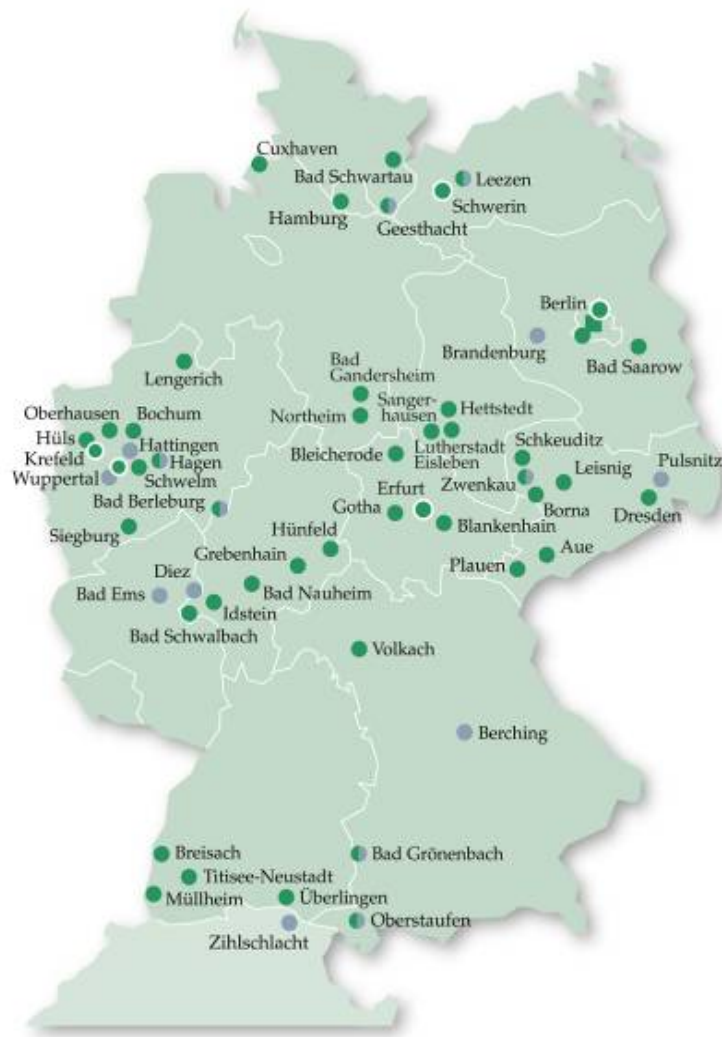 Cuxhaven
Bad Schwartau
Leezen
Hamburg
Schwerin
Geesthacht
Berlin
Brandenburg
Bad Saarow
Lengerich
Bad
Gandersheim
Sanger-
hausen
Hettstedt
Northeim
Oberhausen
Bochum
Hüls
Hattingen
Krefeld
Hagen
Wuppertal
Schwelm
Lutherstadt
Eisleben
Bleicherode
Schkeuditz
Leisnig
Pulsnitz
Zwenkau
Bad Berleburg
Erfurt
Gotha
Borna
Dresden
Blankenhain
Siegburg
Hünfeld
Aue
Grebenhain
Plauen
Diez
Bad Ems
Bad Nauheim
Idstein
Bad Schwalbach
Volkach
Berching
Breisach
Bad Grönenbach
Titisee-Neustadt
Müllheim
Überlingen
Oberstaufen
Zihlschlacht